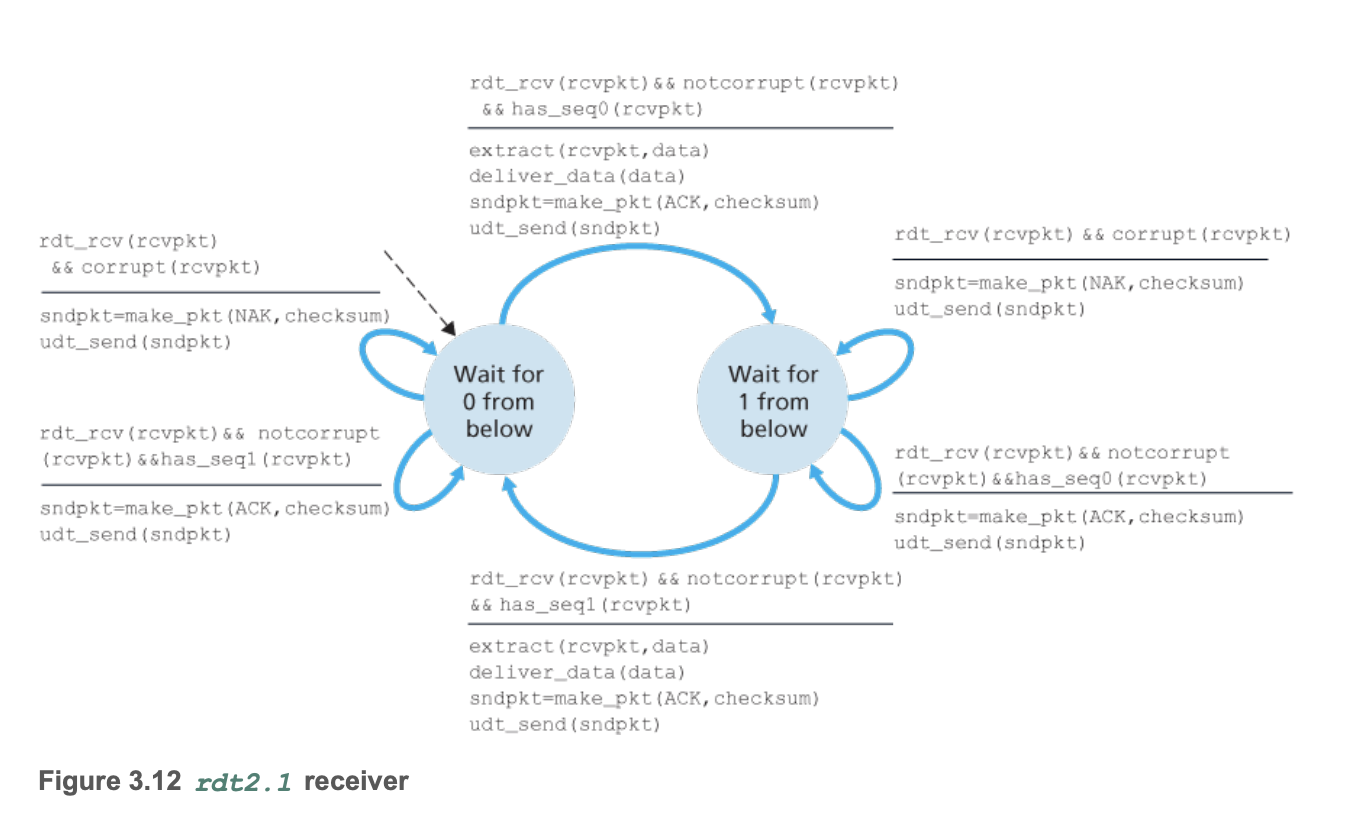 rdt_rcv(rcvpkt)&& notcorrupt(rcvpkt)
&& has_seq0(rcvpkt)
extract(rcvpkt,data)
deliver_data(data)
sndpkt=make_pkt(ACK,checksum)
udt_send(sndpkt)
rdt_rcv(rcvpkt)
&& corrupt(rcvpkt)
sndpkt=make_pkt(NAK,checksum)
udt_send(sndpkt)
rdt_rcv(rcvpkt) && corrupt(rcvpkt)
sndpkt=make_pkt(NAK,checksum)
udt_send(sndpkt)
Wait for
0 from
below
Wait for
1 from
below
rdt_rcv(rcvpkt)&& notcorrupt
(rcvpkt)&&has_seq1(rcvpkt)
sndpkt=make_pkt(ACK,checksum)
udt_send(sndpkt)
rdt_rcv(rcvpkt)&& notcorrupt
(rcvpkt)&&has_seq0(rcvpkt)
sndpkt=make_pkt(ACK,checksum)
udt_send(sndpkt)
rdt_rcv(rcvpkt) && notcorrupt(rcvpkt)
&& has_seq1(rcvpkt)
extract(rcvpkt,data)
deliver_data(data)
sndpkt=make_pkt(ACK,checksum)
udt_send(sndpkt)
Figure 3.12 rdt2.1 receiver